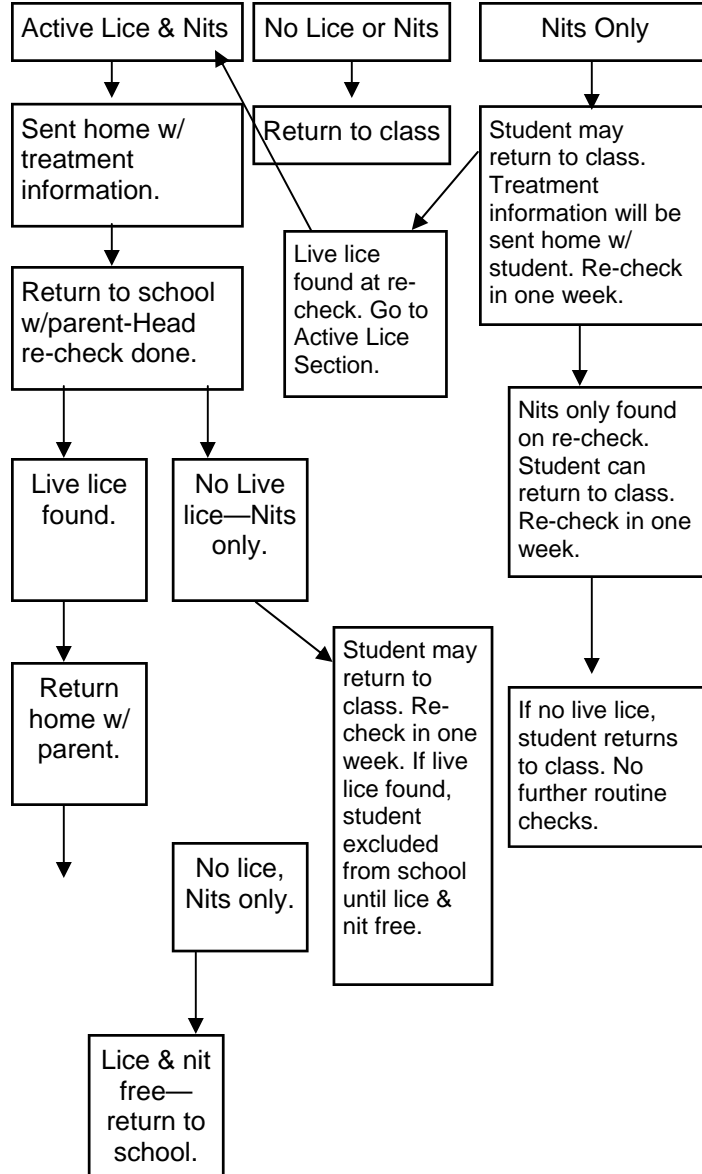 Active Lice & Nits
No Lice or Nits
Nits Only
Sent home w/
treatment
information.
Return to class
Student may
return to class.
Treatment
information will be
sent home w/
student. Re-check
in one week.
Live lice
found at re-
check. Go to
Active Lice
Section.
Return to school
w/parent-Head
re-check done.
Nits only found
on re-check.
Student can
return to class.
Re-check in one
week.
Live lice
found.
No Live
lice—Nits
only.
Student may
return to
class. Re-
check in one
week. If live
lice found,
student
excluded
from school
until lice &
nit free.
Return
home w/
parent.
If no live lice,
student returns
to class. No
further routine
checks.
No lice,
Nits only.
Lice & nit
free—
return to
school.